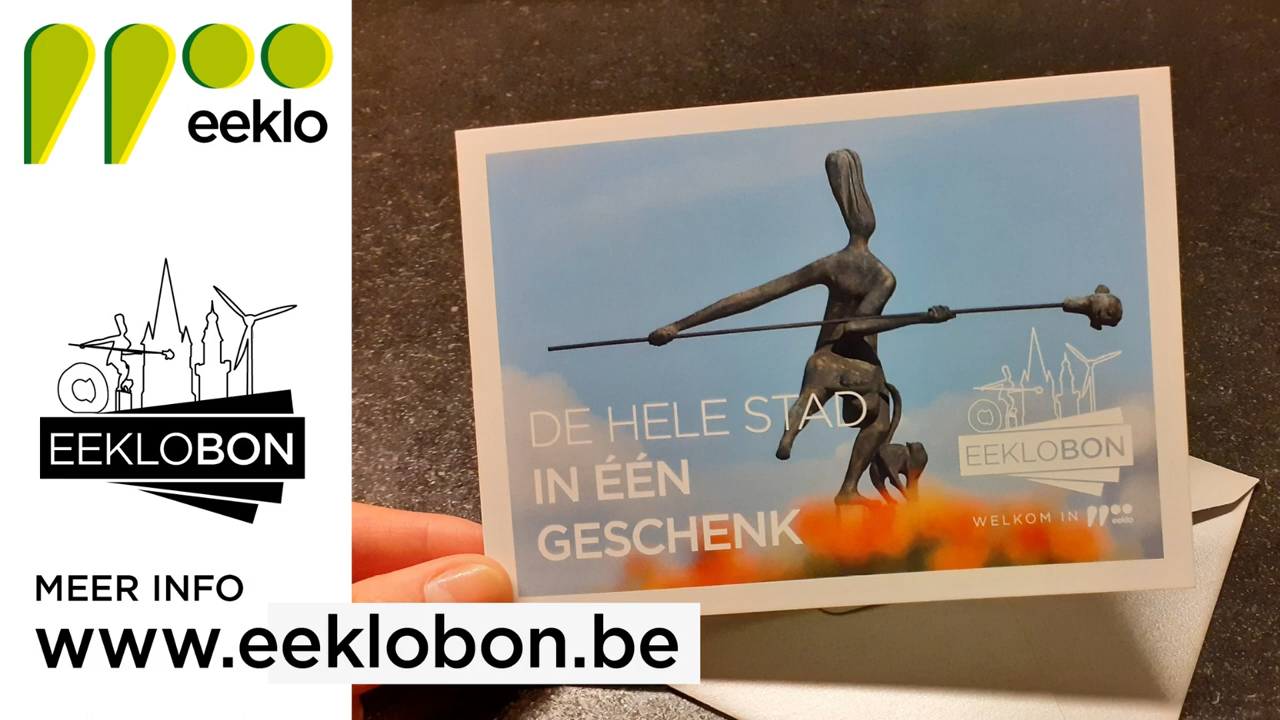 eeklo
EEKLOBON
MEER INFO
www.eeklobon.be
DE HELE STAD
IN ÉÉN
GESCHENK
EEKLOBON
WELKOM IN eeklo